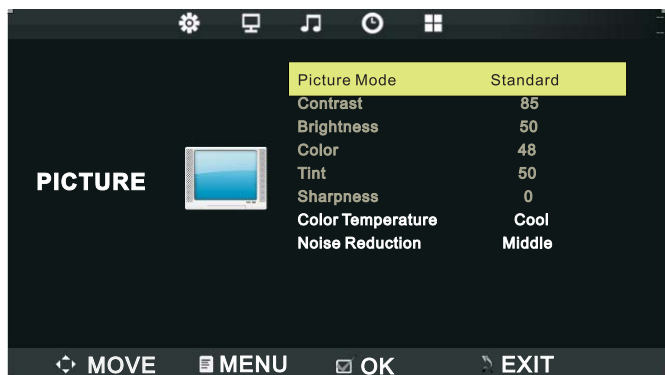 Picture Mode Standard
Contrast 85
Brightness 50
Color 48
Tint 50
PICTURE
Sharpness 0
Color Temperature Cool
Noise Reduction Middle
MOVE MENU OK EXIT